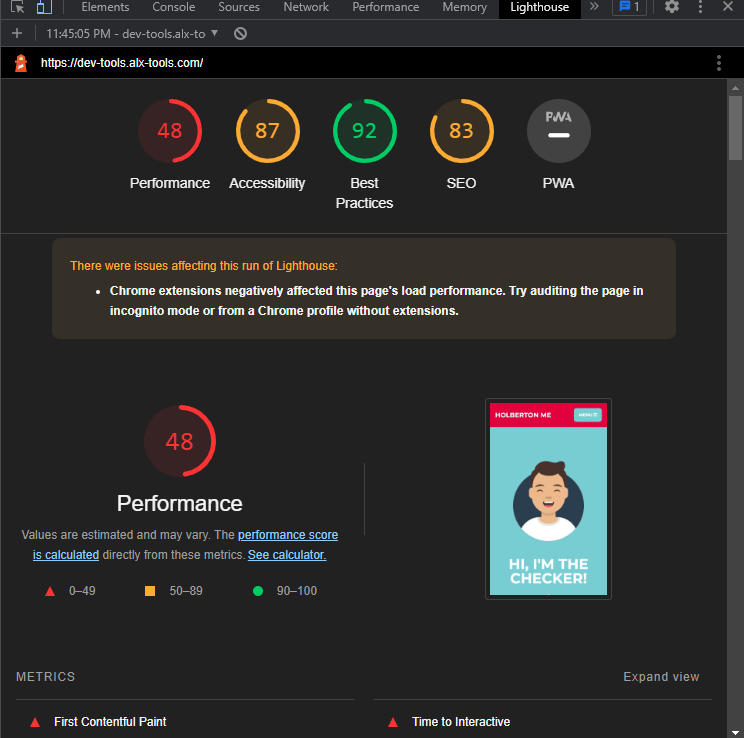 Elements Console Sources Network Performance Memory Lighthouse » 1
+ 11:45:05 PM - dev-tools.alx-to
https://dev-tools.alx-tools.com/
48 87 92 83 PWA
Performance Accessibility Best Practices SEO PWA
There were issues affecting this run of Lighthouse:
• Chrome extensions negatively affected this page's load performance. Try auditing the page in
incognito mode or from a Chrome profile without extensions.
48
Performance
Values are estimated and may vary. The performance score
is calculated directly from these metrics. See calculator.
0–49 50–89 90–100
HOLBERTON ME MENU
HI, I'M THE
CHECKER!
METRICS Expand view
First Contentful Paint Time to Interactive